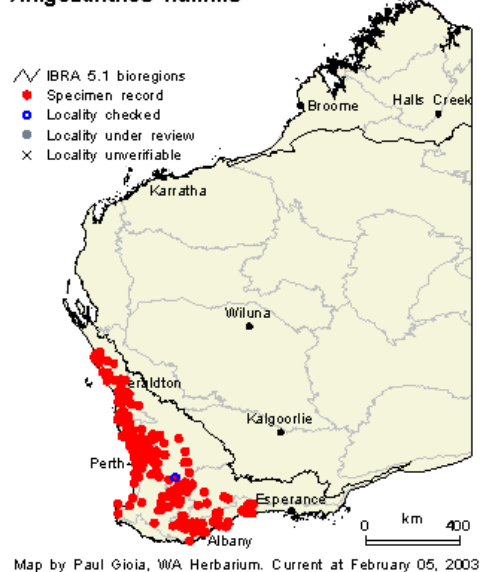 IBRA 5.1 bioregions
Specimen record
Locality checked
Locality under review
Locality unverifiable
Broome
Halls Creek
Karratha
Wiluna
eraldton
Kalgoorlie
Perth
Esperance
Albany
0 km 400
Map by Paul Gioia, WA Herbarium. Current at February 05, 2003